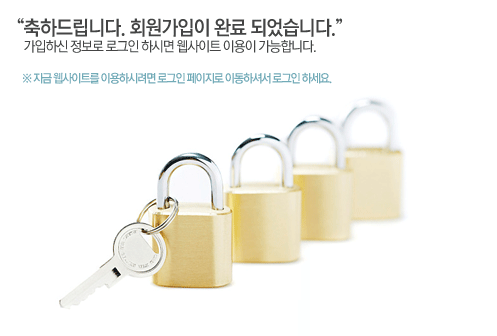 “축하드립니다. 회원가입이 완료 되었습니다.”
가입하신 정보로 로그인 하시면 웹사이트 이용이 가능합니다.
※ 지금 웹사이트를 이용하시려면 로그인 페이지로 이동하셔서 로그인 하세요.